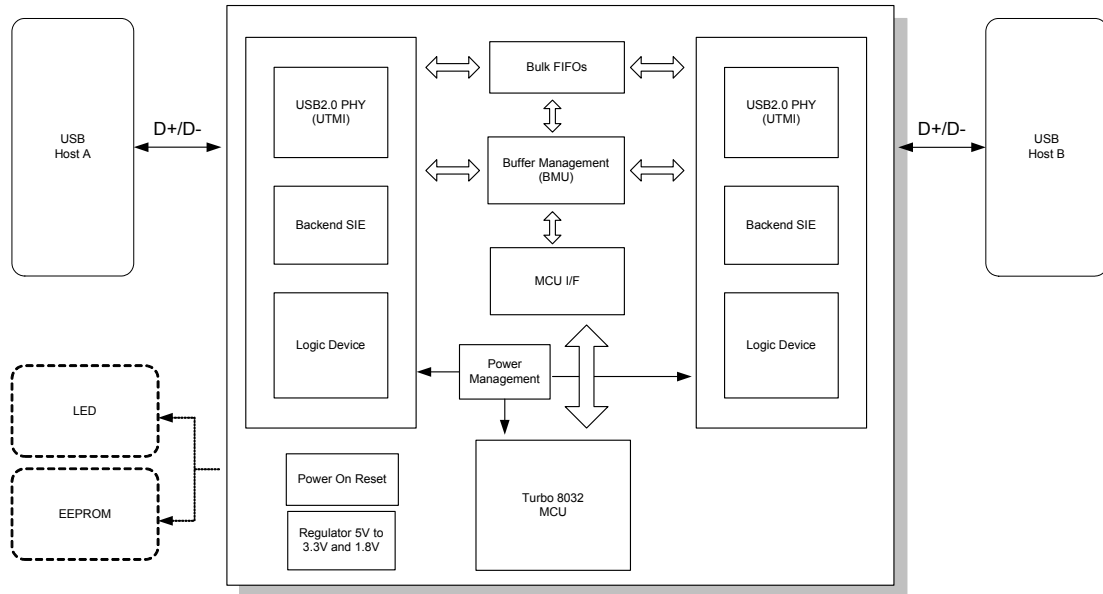 USB
Host A
D+/D-
USB2.0 PHY
(UTMI)
Backend SIE
Logic Device
Bulk FIFOs
Buffer Management
(BMU)
MCU I/F
Power
Management
Turbo 8032
MCU
Power On Reset
Regulator 5V to
3.3V and 1.8V
USB2.0 PHY
(UTMI)
Backend SIE
Logic Device
D+/D-
USB
Host B
LED
EEPROM